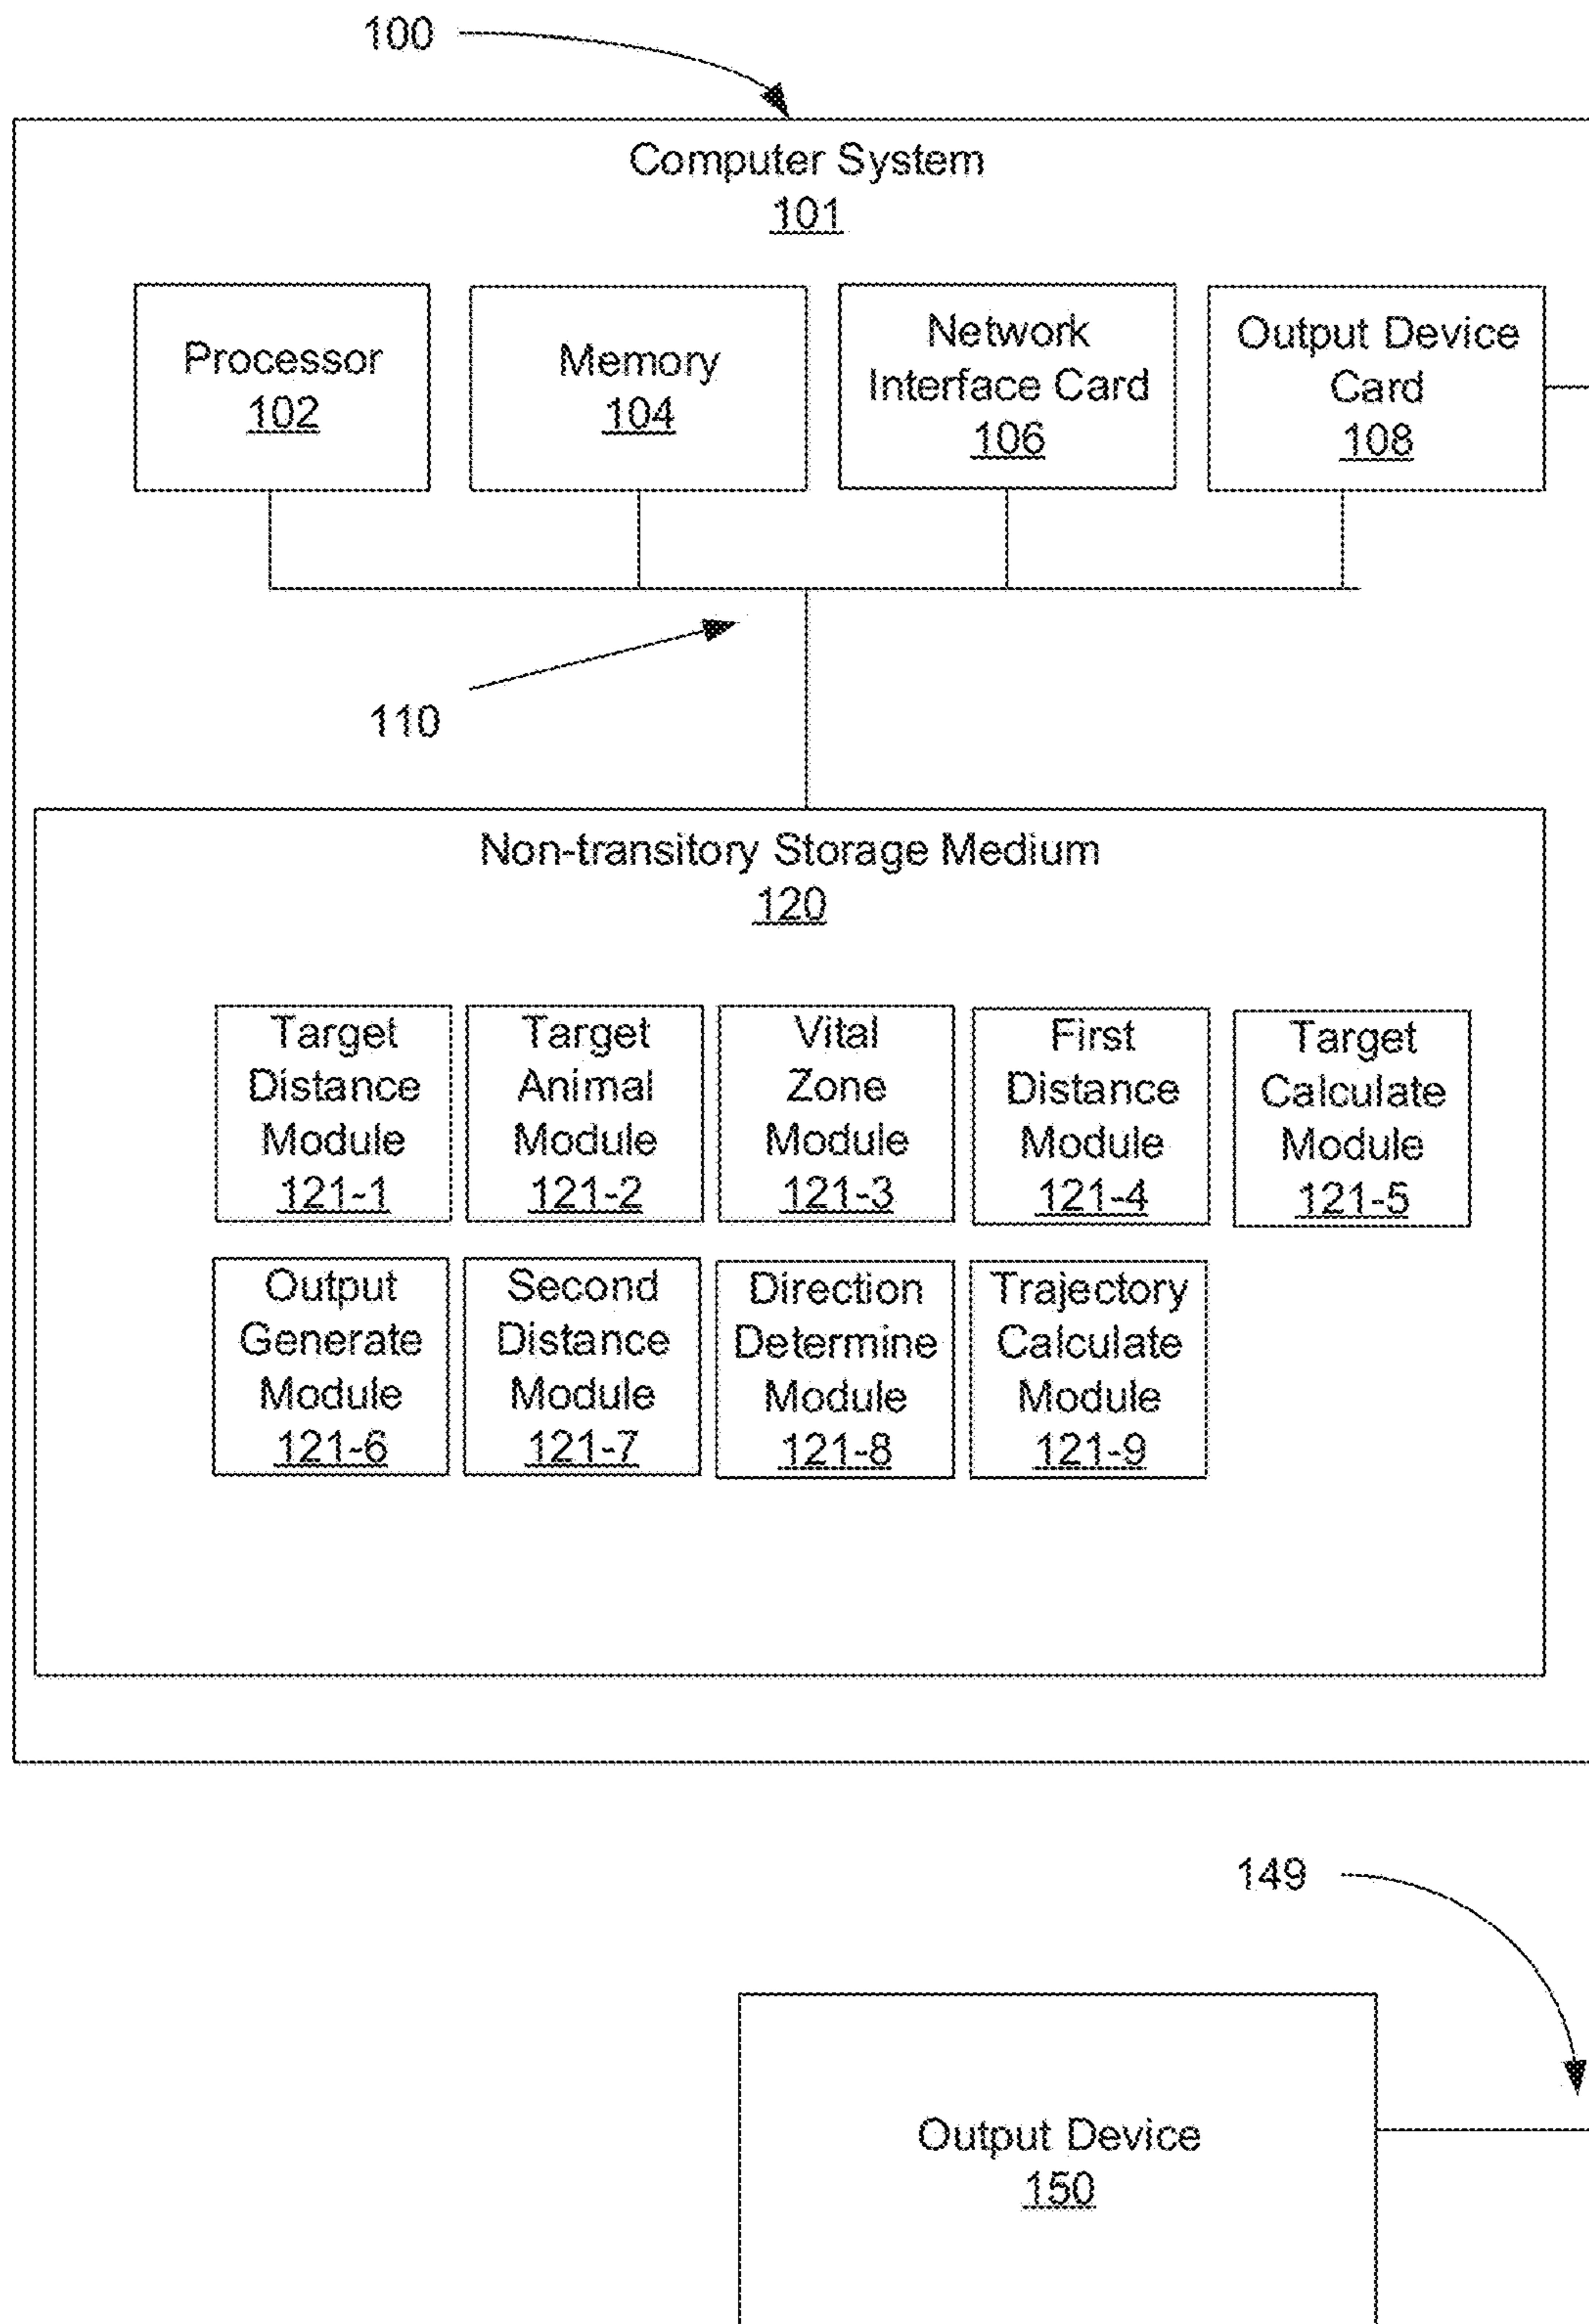 100
Computer System
101
Processor
102
Memory
104
Network
Interface Card
106
Output Device
Card
108
110
Non-transitory Storage Medium
120
Target
Distance
Module
121-1
Target
Animal
Module
121-2
Vital
Zone
Module
121-3
First
Distance
Module
121-4
Target
Calculate
Module
121-5
Output
Generate
Module
121-6
Second
Distance
Module
121-7
Direction
Determine
Module
121-8
Trajectory
Calculate
Module
121-9
149
Output Device
150